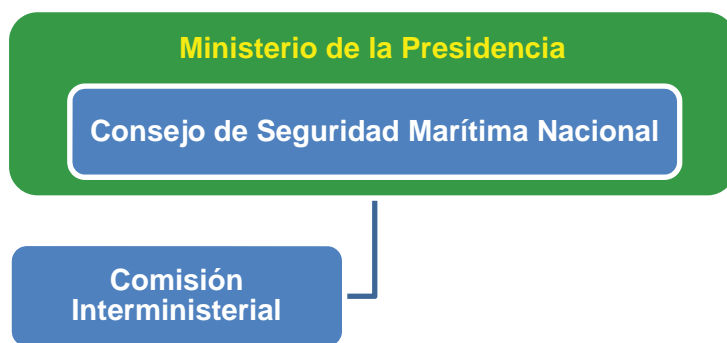 Ministerio de la Presidencia
Consejo de Seguridad Marítima Nacional
Comisión
Interministerial